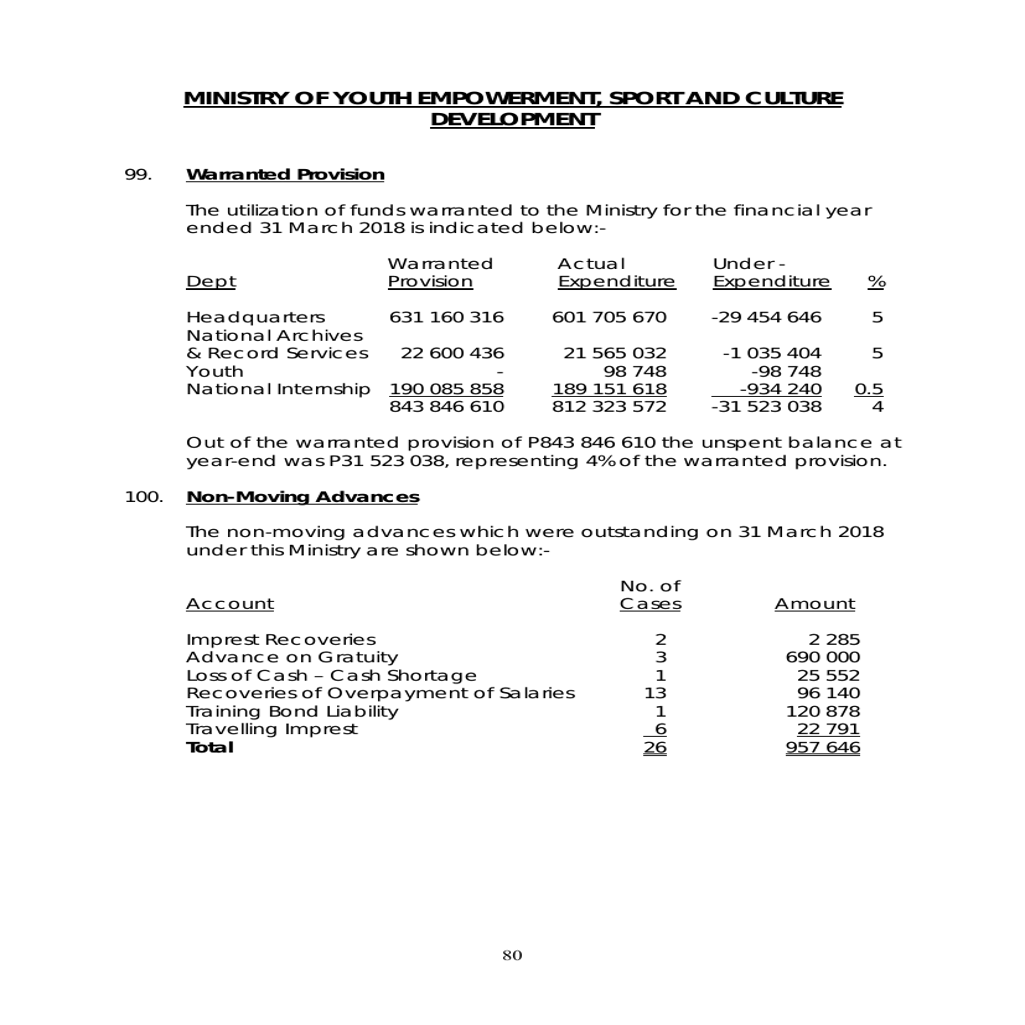 MINISTRY OF YOUTH EMPOWERMENT, SPORT AND CULTURE
DEVELOPMENT
99. Warranted Provision
The utilization of funds warranted to the Ministry for the financial year
ended 31 March 2018 is indicated below:-
Warranted Actual Under -
Dept Provision Expenditure Expenditure %
Headquarters 631 160 316 601 705 670 -29 454 646 5
National Archives
& Record Services 22 600 436 21 565 032 -1 035 404 5
Youth - 98 748 -98 748
National Internship 190 085 858 189 151 618 -934 240 0.5
843 846 610 812 323 572 -31 523 038 4
Out of the warranted provision of P843 846 610 the unspent balance at
year-end was P31 523 038, representing 4% of the warranted provision.
100. Non-Moving Advances
The non-moving advances which were outstanding on 31 March 2018
under this Ministry are shown below:-
No. of
Account Cases Amount
Imprest Recoveries 2 2 285
Advance on Gratuity 3 690 000
Loss of Cash – Cash Shortage 1 25 552
Recoveries of Overpayment of Salaries 13 96 140
Training Bond Liability 1 120 878
Travelling Imprest 6 22 791
Total 26 957 646
80